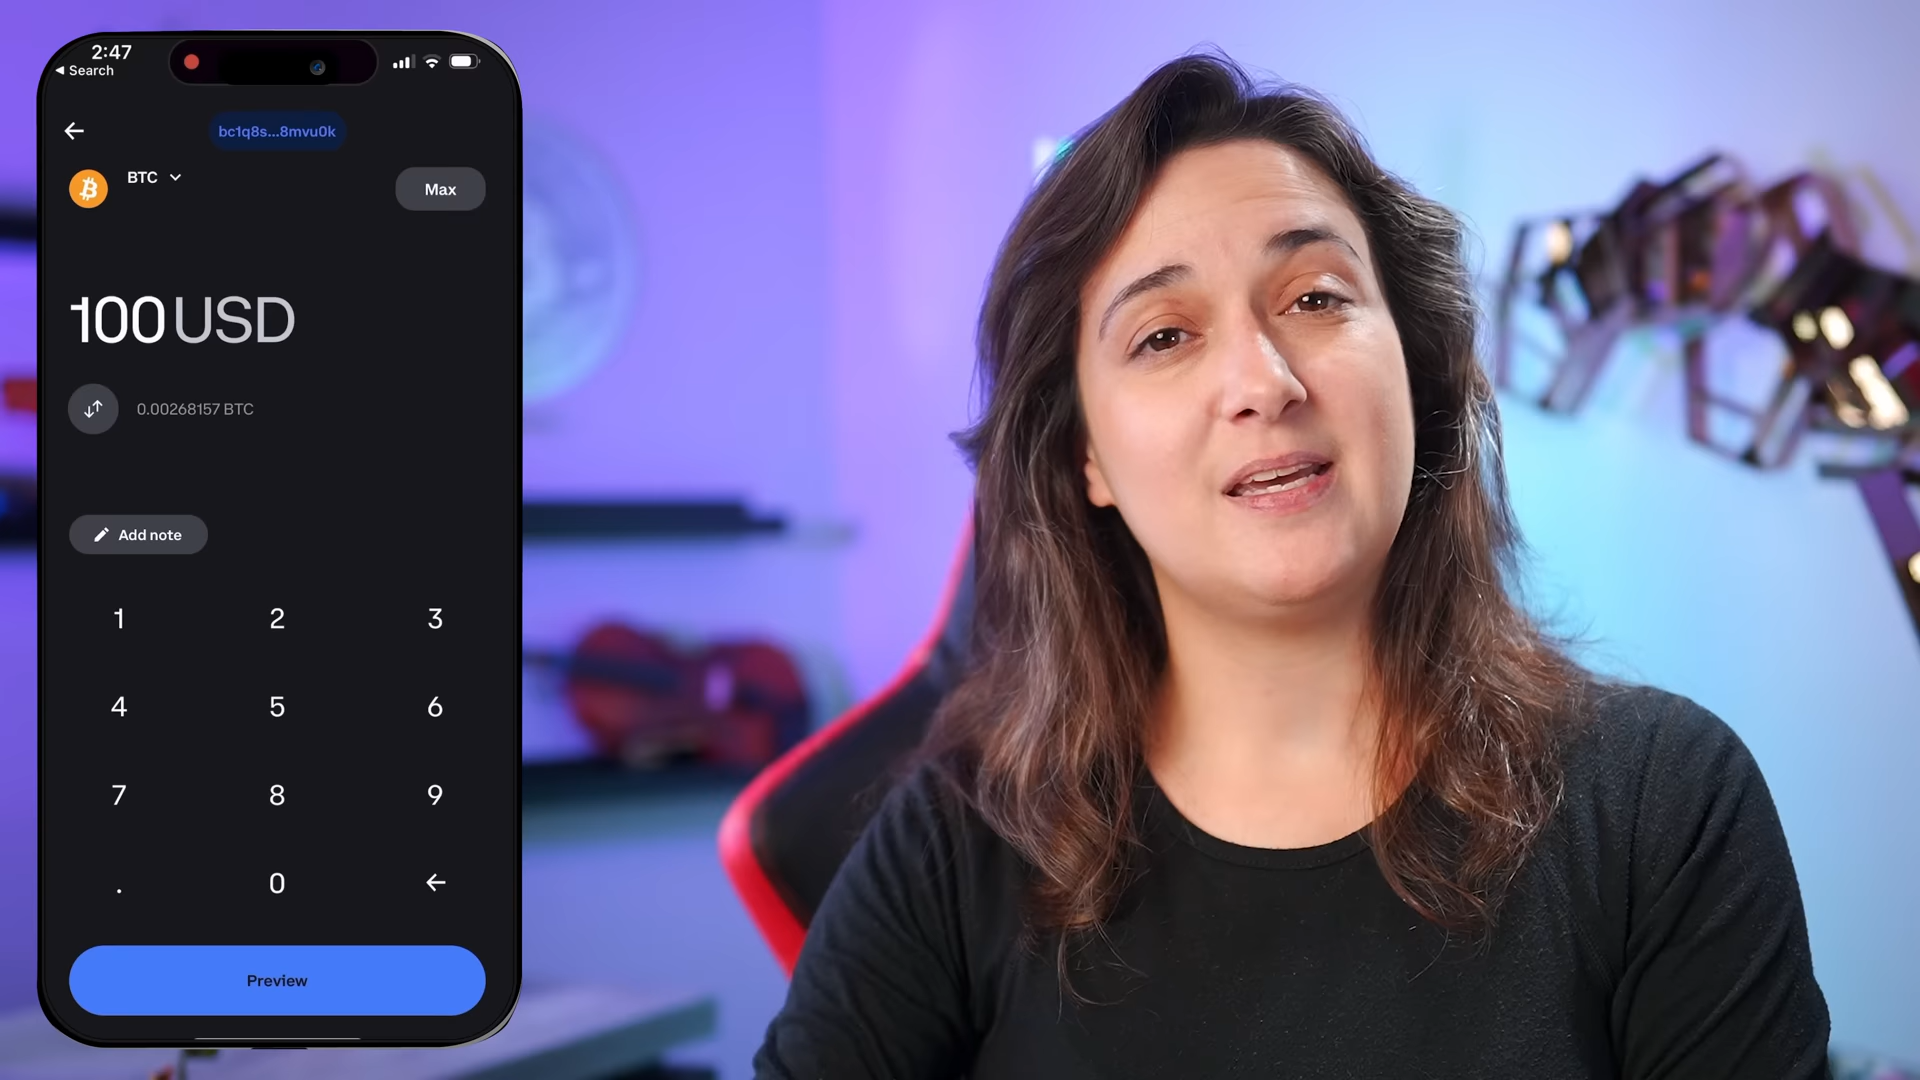 2:47
Search
bc1q8s...8mvu0k
BTC
Max
100 USD
0.00268157 BTC
Add note
1 2 3
4 5 6
7 8 9
. 0
Preview